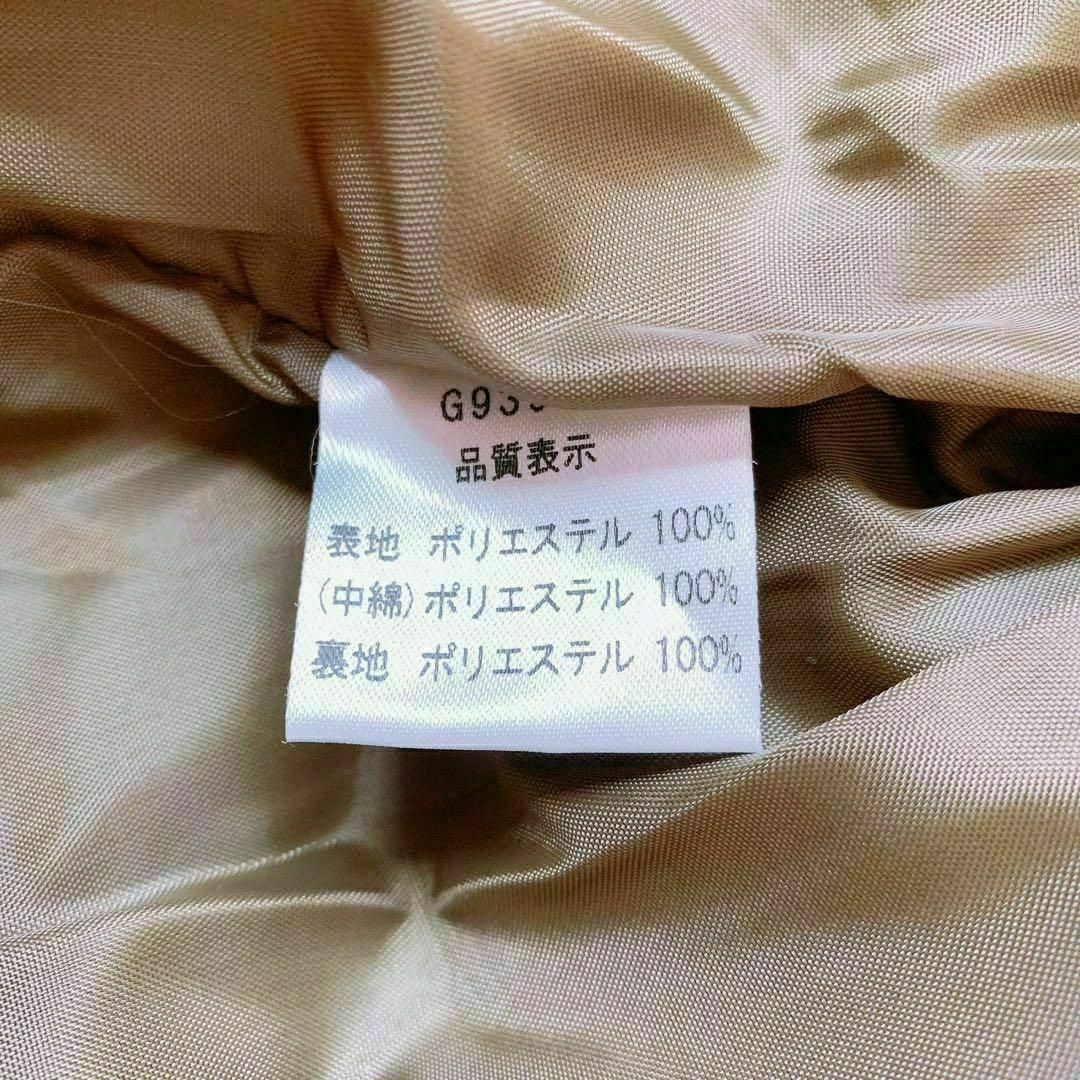 品質表示
表地 ポリエステル 100%
(中綿)ポリエステル 100%
裏地 ポリエステル 100%